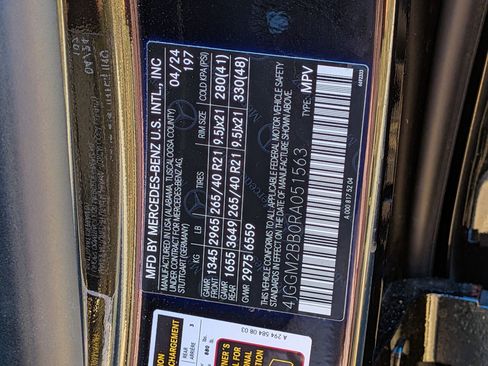 MFD BY MERCEDES-BENZ U.S. INTL., INC
MANUFACTURED IN USA (ALABAMA, TUSCALOOSA COUNTY)
UNDER CONTRACT BY MERCEDES-BENZ AG,
STUTTGART (GERMANY)
04/24
197
KG LB TIRES RIM SIZE COLD KPA(PSI)
GAWR 1345 2965 265/40 R21 9.5Jx21 280(41)
GAWR
REAR 1655 3649 265/40 R21 9.5Jx21 330(48)
GVWR 2975 6559
THIS VEHICLE CONFORMS TO ALL APPLICABLE FEDERAL MOTOR VEHICLE SAFETY
STANDARDS IN EFFECT ON THE DATE OF MANUFACTURE SHOWN ABOVE.
4JGGM2BB0RA051563 TYPE: MPV
A 000 817 52 04
A 294 584 08 03
REAR
ARRIÈRE 3